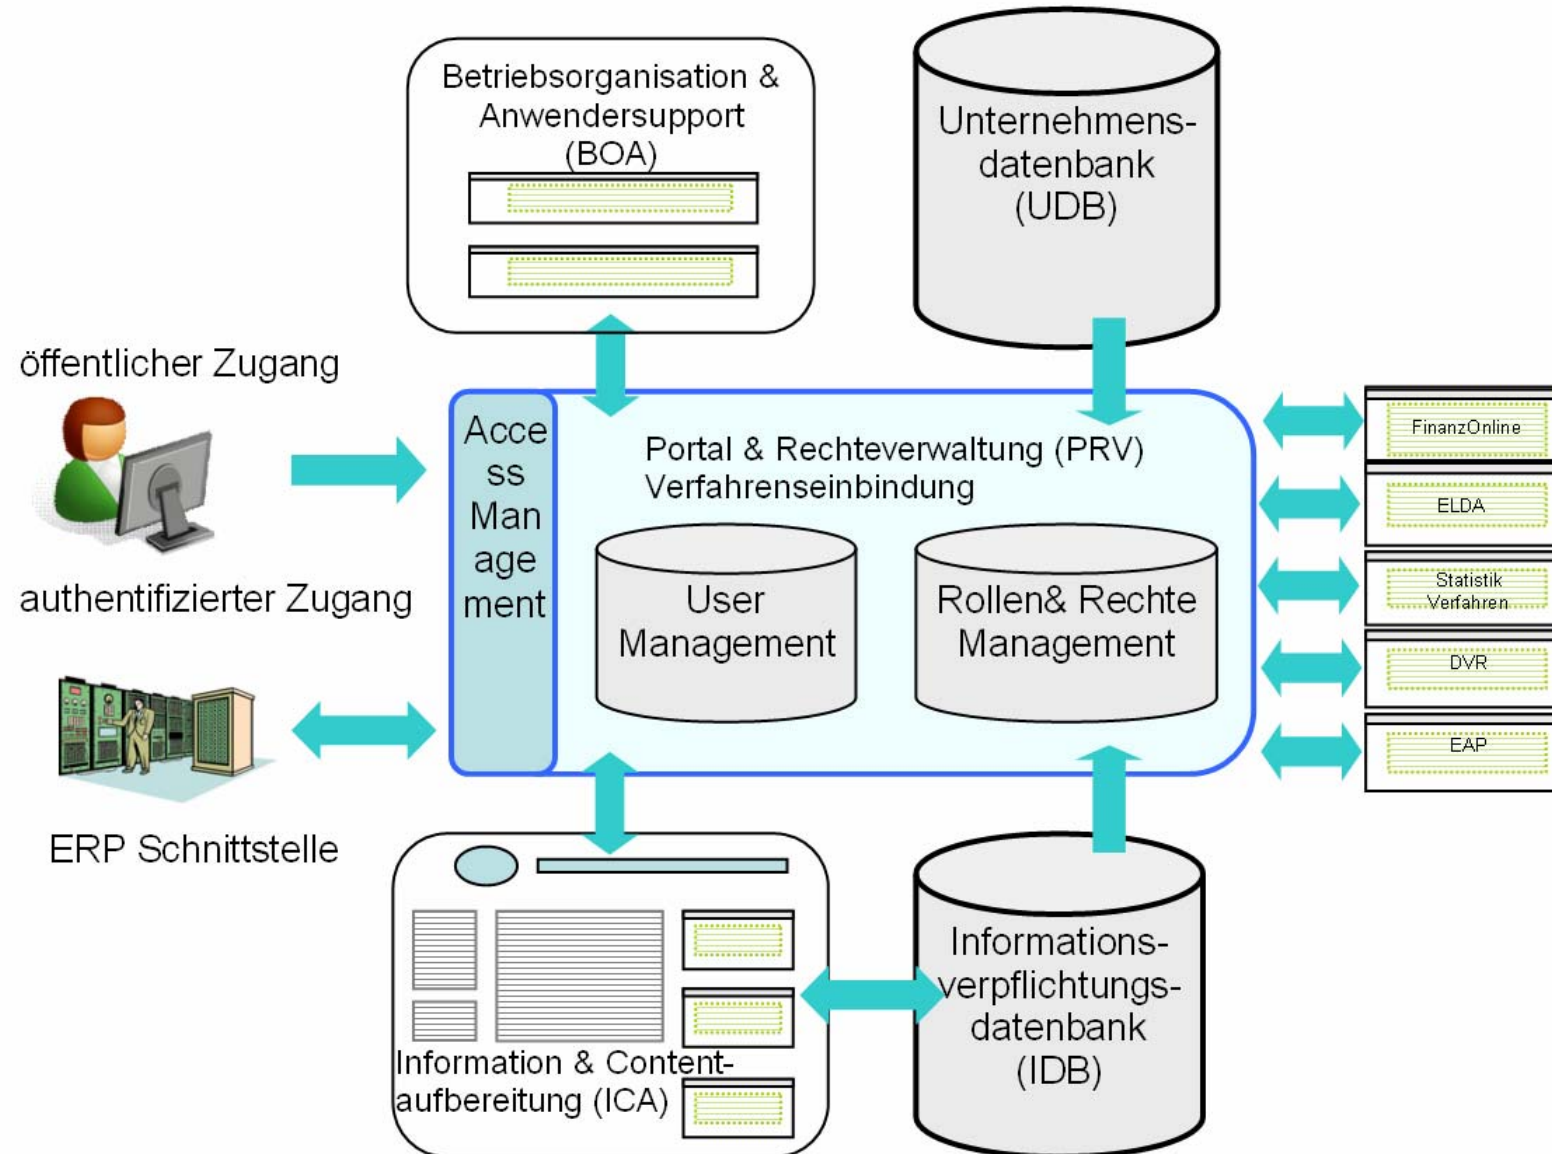 Betriebsorganisation &
Anwendersupport
(BOA)
Unternehmens-
datenbank
(UDB)
öffentlicher Zugang
authentifizierter Zugang
ERP Schnittstelle
Acce
ss
Man
age
ment
Portal & Rechteverwaltung (PRV)
Verfahrenseinbindung
User
Management
Rollen& Rechte
Management
FinanzOnline
ELDA
Statistik
Verfahren
DVR
EAP
Information & Content-
aufbereitung (ICA)
Informations-
verpflichtungs-
datenbank
(IDB)